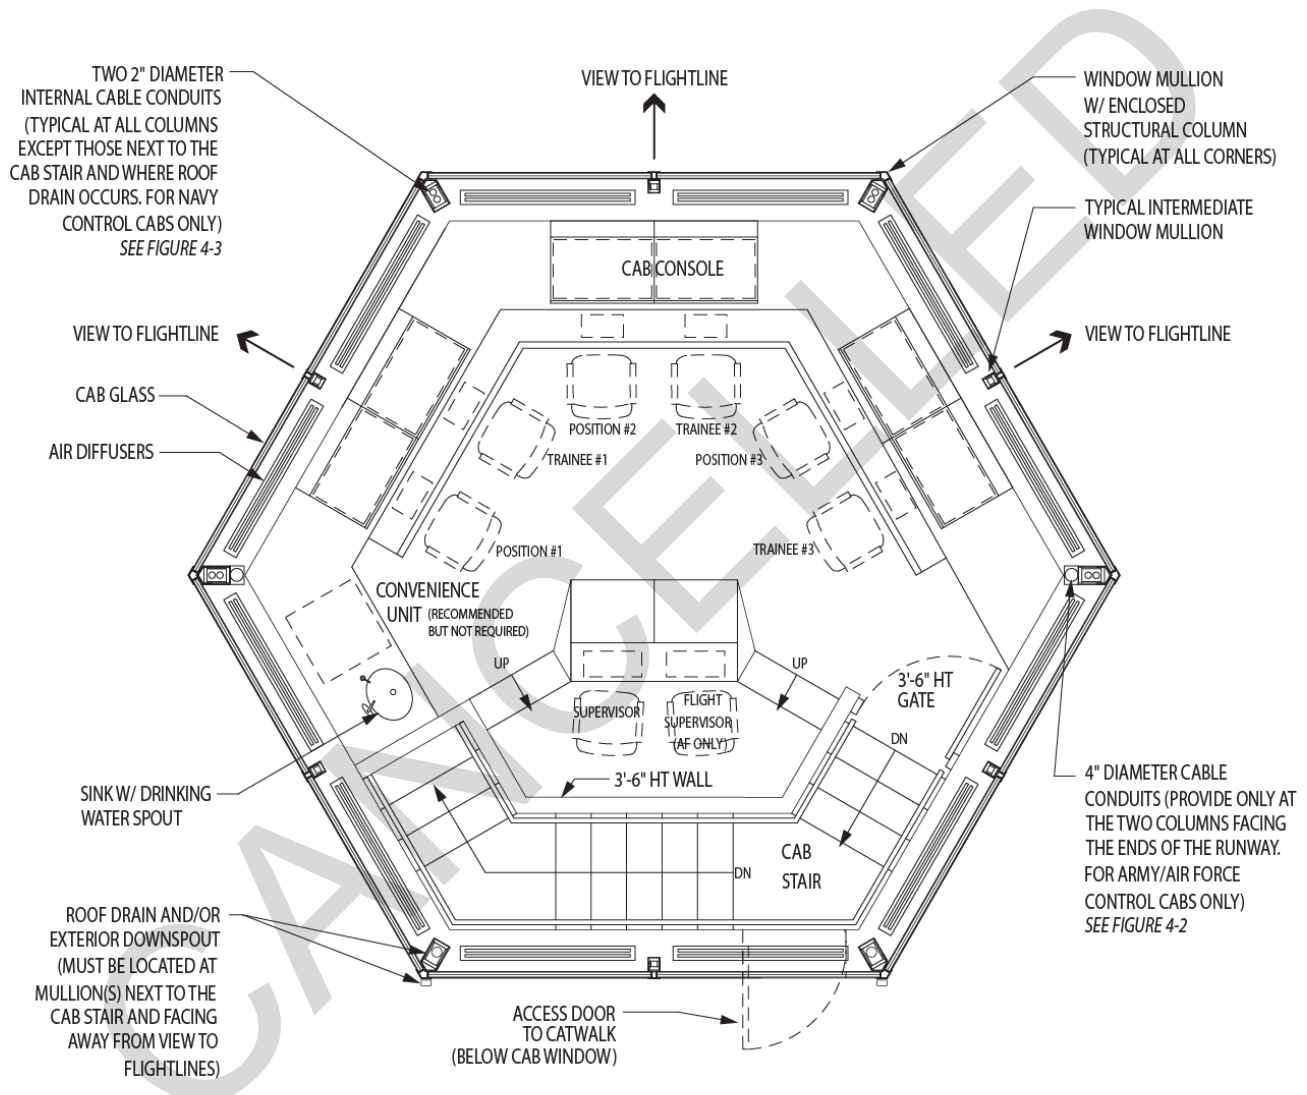 TWO 2" DIAMETER
INTERNAL CABLE CONDUITS
(TYPICAL AT ALL COLUMNS
EXCEPT THOSE NEXT TO THE
CAB STAIR AND WHERE ROOF
DRAIN OCCURS. FOR NAVY
CONTROL CABS ONLY)
SEE FIGURE 4-3
VIEW TO FLIGHTLINE
WINDOW MULLION
W/ ENCLOSED
STRUCTURAL COLUMN
(TYPICAL AT ALL CORNERS)
TYPICAL INTERMEDIATE
WINDOW MULLION
CAB CONSOLE
VIEW TO FLIGHTLINE
VIEW TO FLIGHTLINE
CAB GLASS
AIR DIFFUSERS
POSITION #2
TRAINEE #2
TRAINEE #1
POSITION #3
POSITION #1
TRAINEE #3
CONVENIENCE
UNIT (RECOMMENDED
BUT NOT REQUIRED)
UP
UP
3'-6" HT
GATE
SUPERVISOR
FLIGHT
SUPERVISOR
(AF ONLY)
DN
3'-6" HT WALL
SINK W/ DRINKING
WATER SPOUT
4" DIAMETER CABLE
CONDUITS (PROVIDE ONLY AT
THE TWO COLUMNS FACING
THE ENDS OF THE RUNWAY.
FOR ARMY/AIR FORCE
CONTROL CABS ONLY)
SEE FIGURE 4-2
DN
CAB
STAIR
ROOF DRAIN AND/OR
EXTERIOR DOWNSPOUT
(MUST BE LOCATED AT
MULLION(S) NEXT TO THE
CAB STAIR AND FACING
AWAY FROM VIEW TO
FLIGHTLINES)
ACCESS DOOR
TO CATWALK
(BELOW CAB WINDOW)
CANCELLED